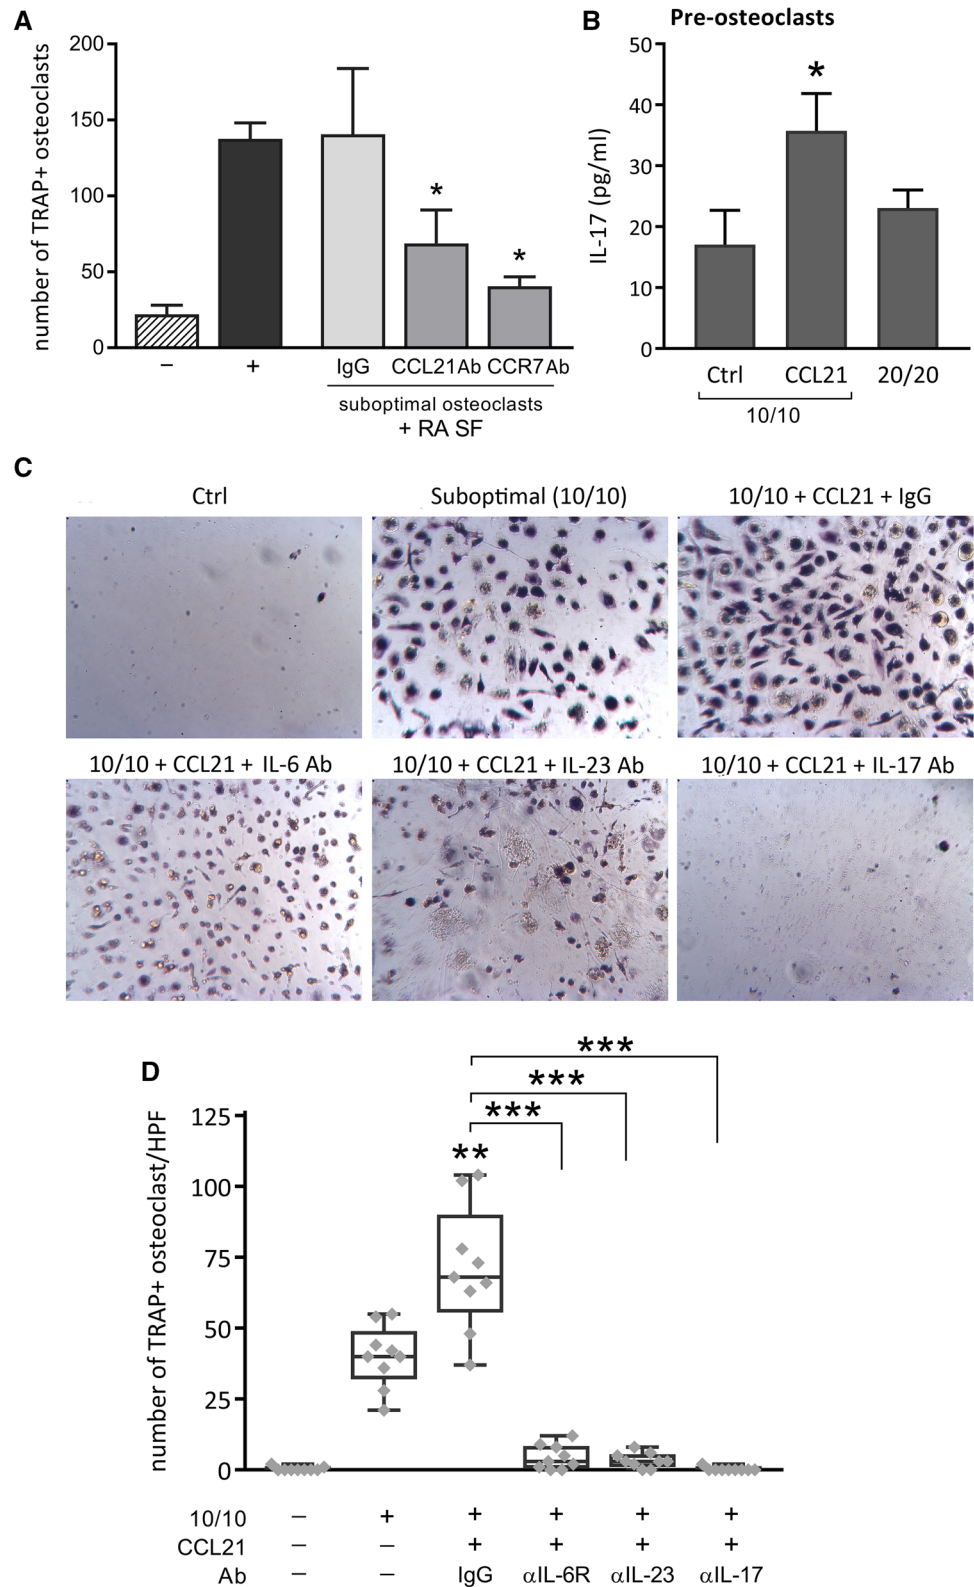 A
number of TRAP+ osteoclasts
200
150
100
50
0
*
*
– + IgG CCL21Ab CCR7Ab
suboptimal osteoclasts
+ RA SF
B
Pre-osteoclasts
IL-17 (pg/ml)
50
40
30
20
10
0
*
Ctrl CCL21 20/20
10/10
C
Ctrl Suboptimal (10/10) 10/10 + CCL21 + IgG
10/10 + CCL21 + IL-6 Ab 10/10 + CCL21 + IL-23 Ab 10/10 + CCL21 + IL-17 Ab
D
number of TRAP+ osteoclast/HPF
125
100
75
50
25
0
***
***
***
**
10/10 – + + + + +
CCL21 – – + + + +
Ab – – IgG αIL-6R αIL-23 αIL-17